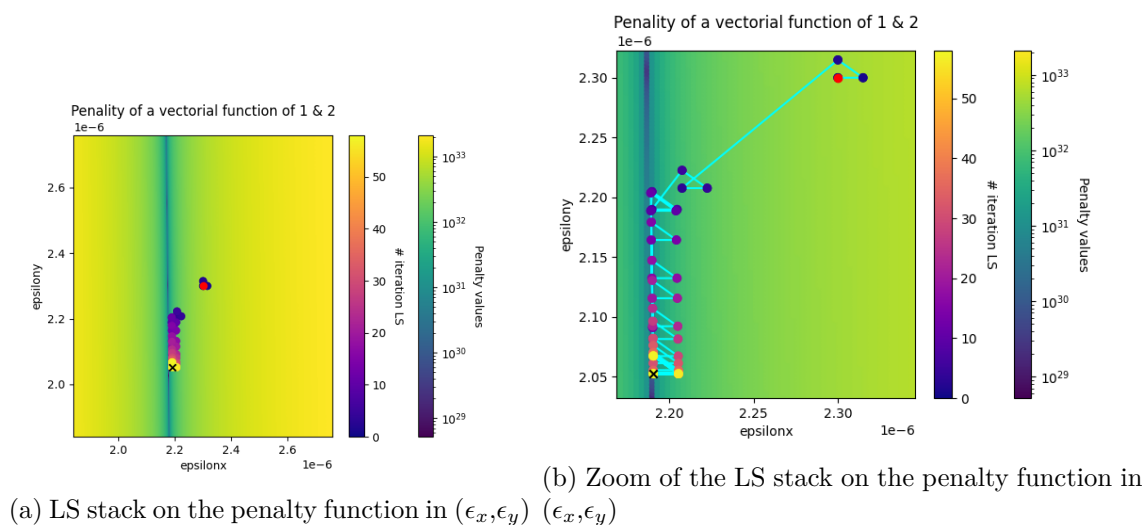 Penality of a vectorial function of 1 & 2
1e−6
2.6
2.4
2.2
2.0
epsilony
2.0
2.2
2.4
2.6
epsilonx
1e−6
50
40
30
20
10
0
# iteration LS
10^33
10^32
10^31
10^30
10^29
Penalty values
(a) LS stack on the penalty function in (ϵx,ϵy)
Penality of a vectorial function of 1 & 2
1e−6
2.30
2.25
2.20
2.15
2.10
2.05
epsilony
2.20
2.25
2.30
epsilonx
1e−6
50
40
30
20
10
0
# iteration LS
10^33
10^32
10^31
10^30
10^29
Penalty values
(b) Zoom of the LS stack on the penalty function in
(ϵx,ϵy)